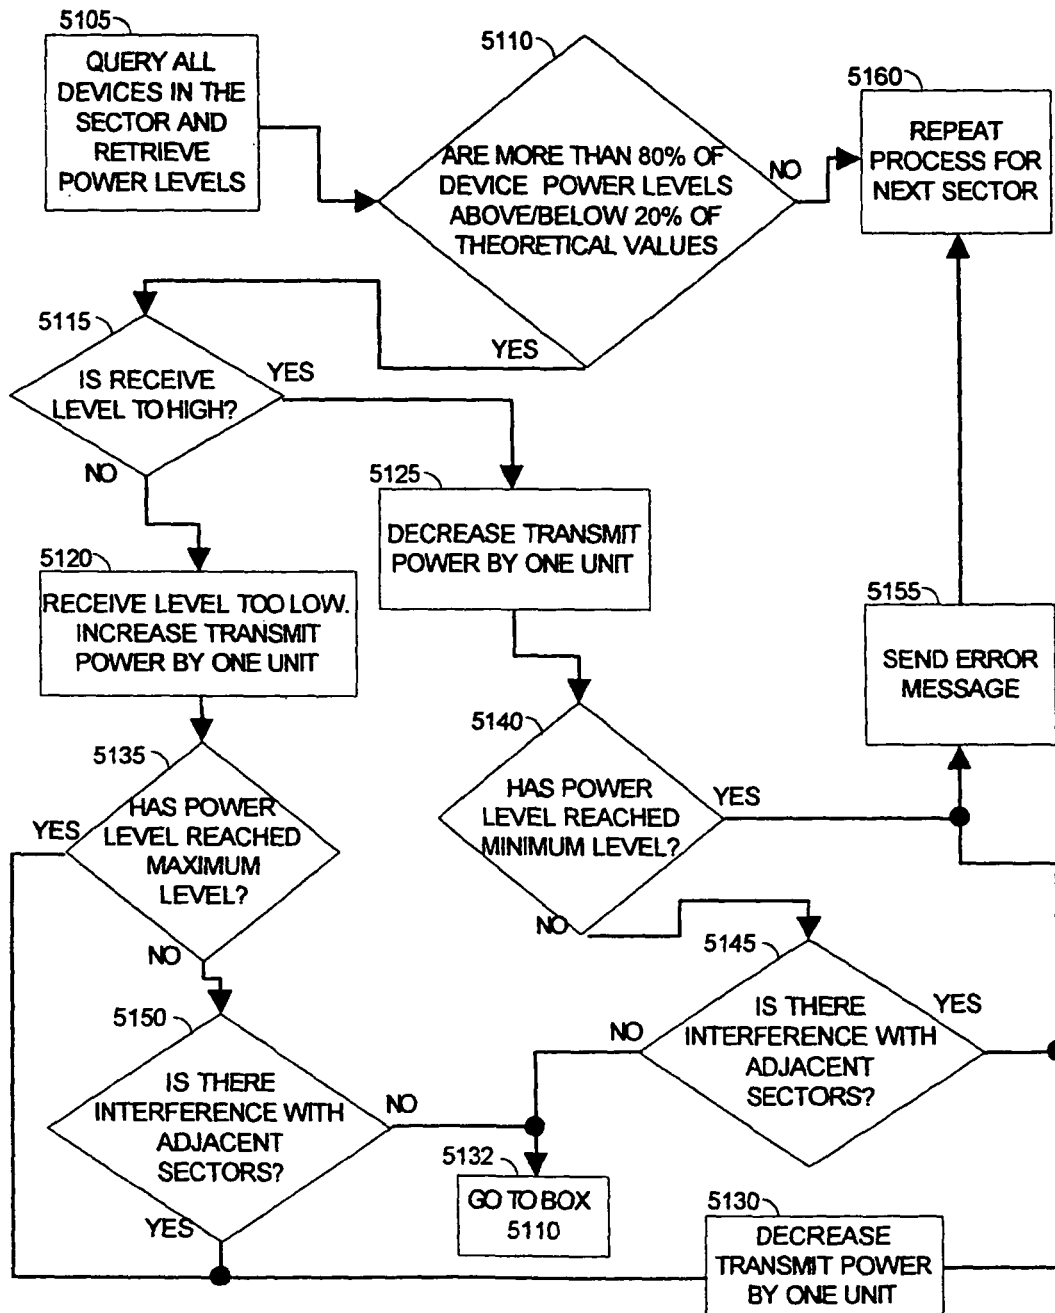 5105
QUERY ALL
DEVICES IN THE
SECTOR AND
RETRIEVE
POWER LEVELS
5110
ARE MORE THAN 80% OF
DEVICE POWER LEVELS
ABOVE/BELOW 20% OF
THEORETICAL VALUES
NO
YES
5160
REPEAT
PROCESS FOR
NEXT SECTOR
5115
IS RECEIVE
LEVEL TO HIGH?
YES
NO
5125
DECREASE TRANSMIT
POWER BY ONE UNIT
5120
RECEIVE LEVEL TOO LOW.
INCREASE TRANSMIT
POWER BY ONE UNIT
5155
SEND ERROR
MESSAGE
5135
HAS POWER
LEVEL REACHED
MAXIMUM
LEVEL?
YES
NO
5140
HAS POWER
LEVEL REACHED
MINIMUM LEVEL?
YES
NO
5145
IS THERE
INTERFERENCE WITH
ADJACENT
SECTORS?
YES
NO
5150
IS THERE
INTERFERENCE WITH
ADJACENT
SECTORS?
NO
YES
5132
GO TO BOX
5110
5130
DECREASE
TRANSMIT POWER
BY ONE UNIT